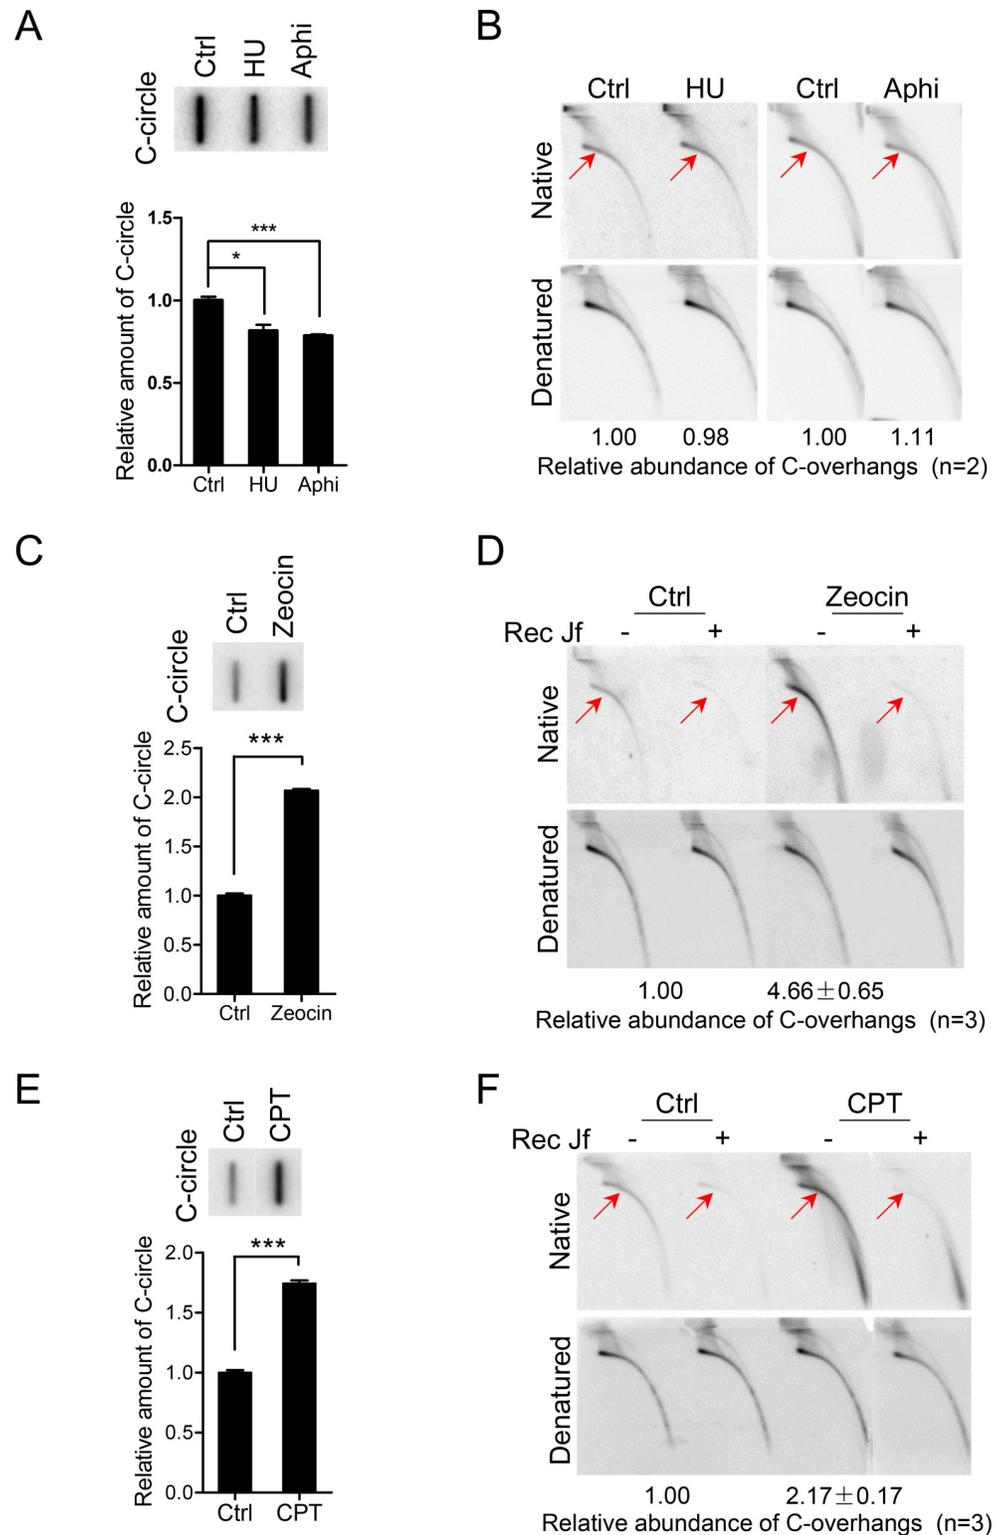 A
Ctrl
HU
Aphi
C-circle
Relative amount of C-circle
1.5
1.0
0.5
0.0
***
*
Ctrl HU Aphi
B
Ctrl HU Ctrl Aphi
Native
Denatured
1.00 0.98 1.00 1.11
Relative abundance of C-overhangs (n=2)
C
Ctrl
Zeocin
C-circle
Relative amount of C-circle
2.5
2.0
1.5
1.0
0.5
0.0
***
Ctrl Zeocin
D
Ctrl Zeocin
Rec Jf - + - +
Native
Denatured
1.00 4.66±0.65
Relative abundance of C-overhangs (n=3)
E
Ctrl
CPT
C-circle
Relative amount of C-circle
2.0
1.5
1.0
0.5
0.0
***
Ctrl CPT
F
Ctrl CPT
Rec Jf - + - +
Native
Denatured
1.00 2.17±0.17
Relative abundance of C-overhangs (n=3)